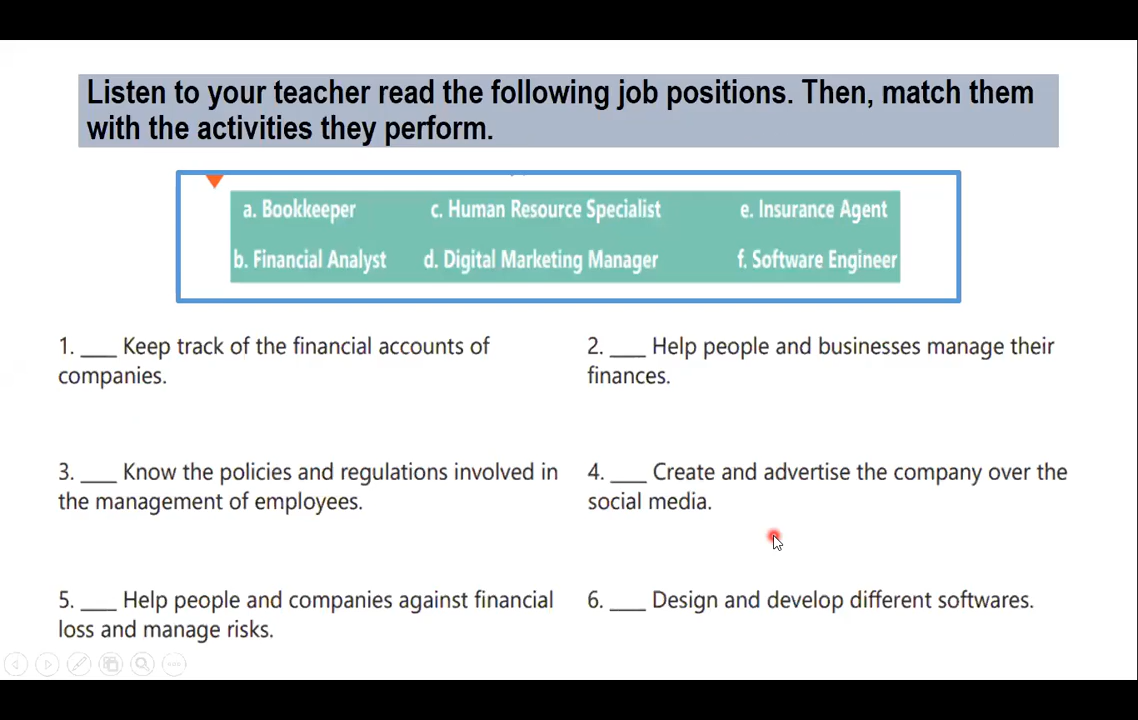 Listen to your teacher read the following job positions. Then, match them
with the activities they perform.
a. Bookkeeper
c. Human Resource Specialist
e. Insurance Agent
b. Financial Analyst
d. Digital Marketing Manager
f. Software Engineer
1. ___ Keep track of the financial accounts of
companies.
2. ___ Help people and businesses manage their
finances.
3. ___ Know the policies and regulations involved in
the management of employees.
4. ___ Create and advertise the company over the
social media.
5. ___ Help people and companies against financial
loss and manage risks.
6. ___ Design and develop different softwares.